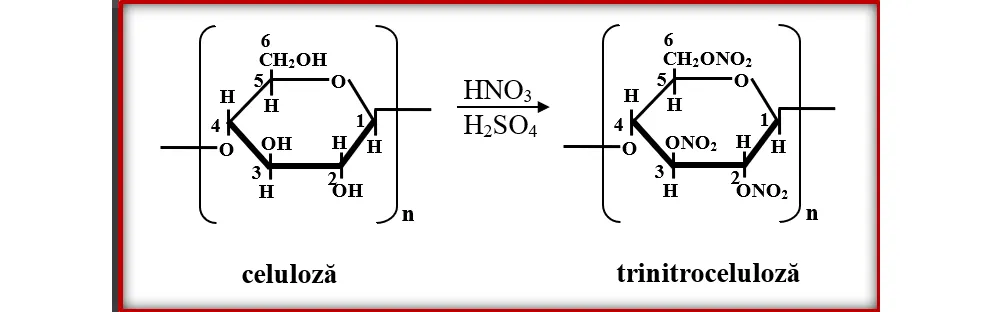 6
CH₂OH
5
O
H
H
4
OH
H
1
O
H
3
2
H
OH
n
HNO₃
H₂SO₄
6
CH₂ONO₂
5
O
H
H
4
ONO₂
H
1
O
H
3
2
H
ONO₂
n
celuloză
trinitroceluloză